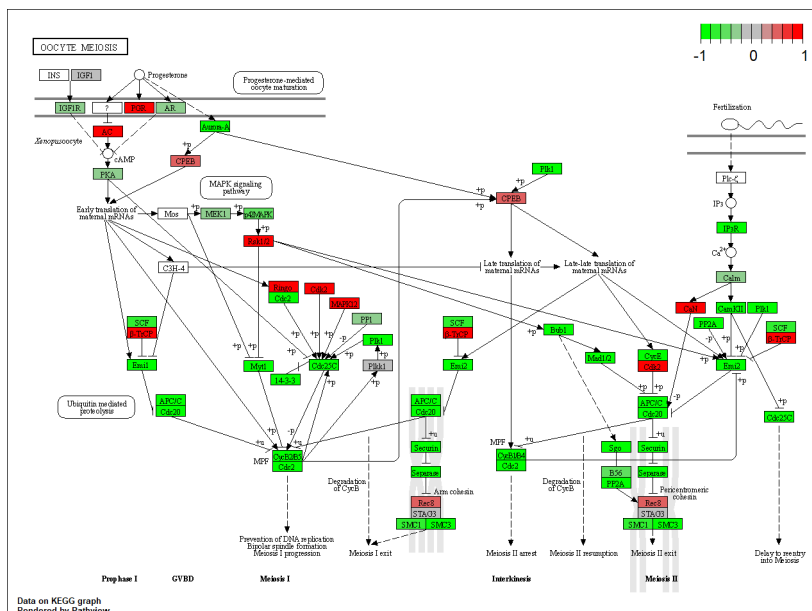 OOCYTE MEIOSIS
-1 0 1
INS IGF1 Progesterone
Progesterone-mediated
oocyte maturation
IGF1R ? PGR AR
Fertilization
Aurora-A
AC
Xenopus oocyte
+p
cAMP
CPEB
PKA
Plk1
Plc-ζ
MAPK signaling
pathway
+p
CPEB
+p
IP3
Early translation of
maternal mRNAs
Mos +p MEK1 +p p42MAPK
IP3R
+p
Rsk1/2
Ca2+
C3H-4
Late translation of
maternal mRNAs
Late-late translation of
maternal mRNAs
Calm
Ringo
Cdc2
Cdk2
MAPK12
CaN
CamKII
Plk1
PP1
PP2A
SCF
β-TrCP
SCF
β-TrCP
Bub1
SCF
β-TrCP
Plk1
Mad1/2
CycE
Cdk2
Emi1
Myt1
Cdc25C
Plkk1
Emi2
Emi2
14-3-3
Ubiquitin mediated
proteolysis
APC/C
Cdc20
APC/C
Cdc20
APC/C
Cdc20
Cdc25C
+u
-p
+p
+u
+u
MPF
CycB2/B5
Cdc2
Securin
MPF
CycB1/B4
Cdc2
Sgo
Securin
Separase
B56
PP2A
Separase
Degradation
of CycB
Arm cohesin
Degradation
of CycB
Pericentromeric
cohesin
Rec8
STAG3
SMC1 SMC3
Rec8
STAG3
SMC1 SMC3
Prevention of DNA replication
Bipolar spindle formation
Meiosis I progression
Meiosis I exit
Meiosis II arrest
Meiosis II resumption
Meiosis II exit
Delay to reentry
into Meiosis
Prophase I GVBD Meiosis I Interkinesis Meiosis II
Data on KEGG graph
Rendered by Pathview